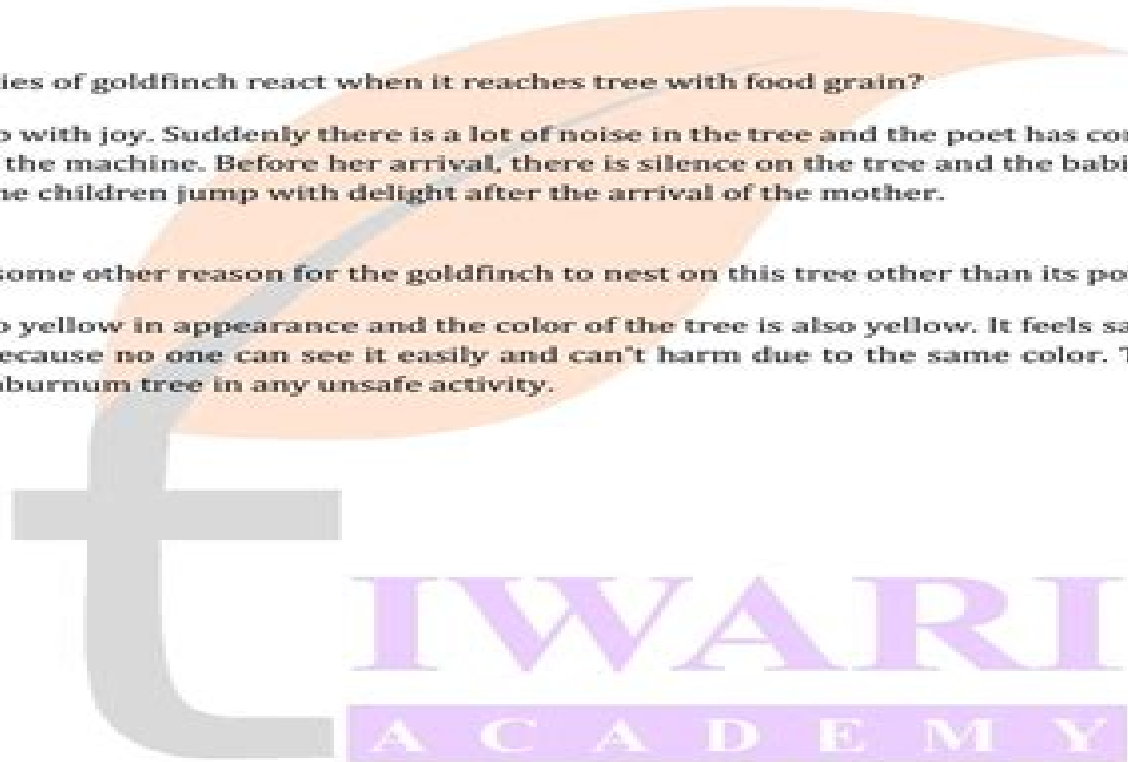 ies of goldfinch react when it reaches tree with food grain?
with joy. Suddenly there is a lot of noise in the tree and the poet has
the machine. Before her arrival, there is silence on the tree and the
children jump with delight after the arrival of the mother.
some other reason for the goldfinch to nest on this tree other than its
yellow in appearance and the color of the tree is also yellow. It feels
ecause no one can see it easily and can't harm due to the same color.
burnum tree in any unsafe activity.
t
IWARI
ACADEMY